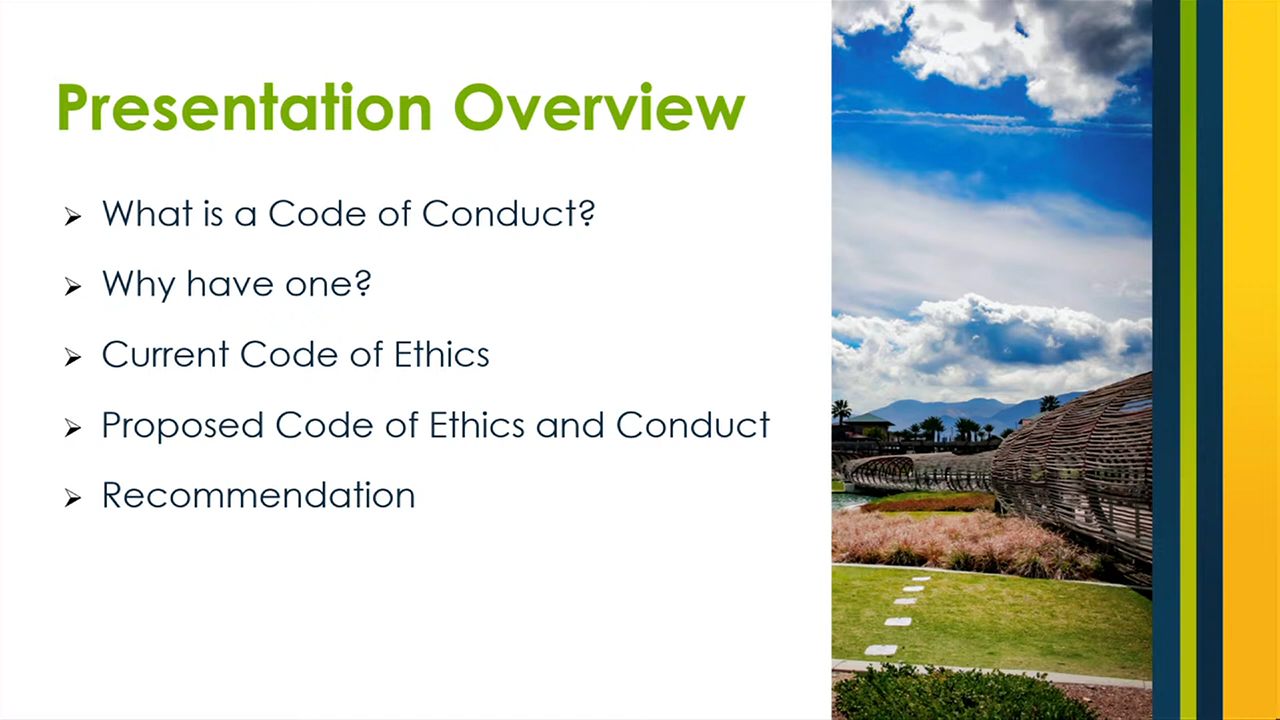 Presentation Overview
What is a Code of Conduct?
Why have one?
Current Code of Ethics
Proposed Code of Ethics and Conduct
Recommendation